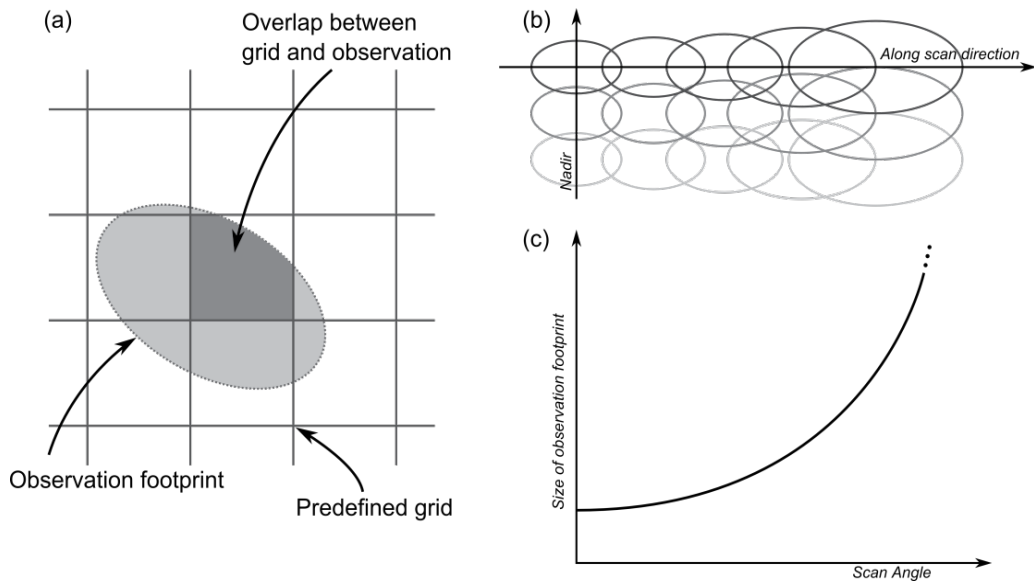 (a)
Overlap between
grid and observation
Observation footprint
Predefined grid
(b)
Along scan direction
Nadir
(c)
Size of observation footprint
Scan Angle